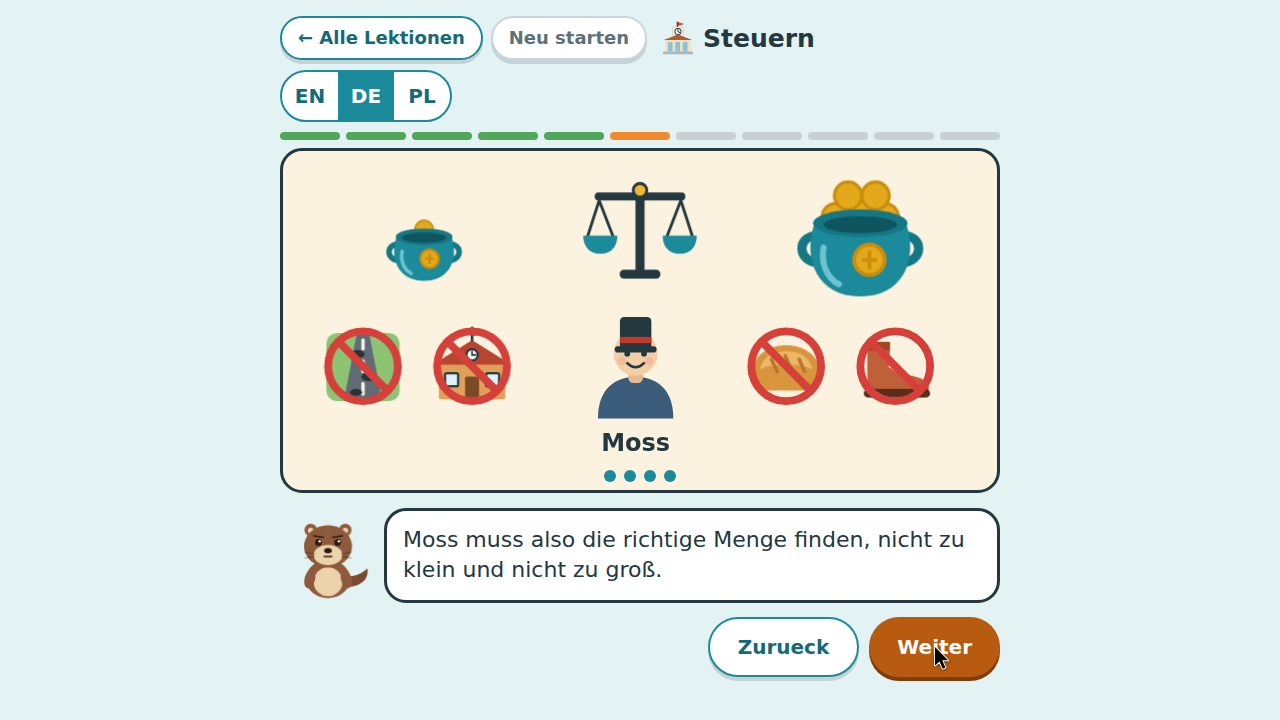 ← Alle Lektionen
Neu starten
Steuern
EN DE PL
Moss
Moss muss also die richtige Menge finden, nicht zu
klein und nicht zu groß.
Zurueck
Weiter